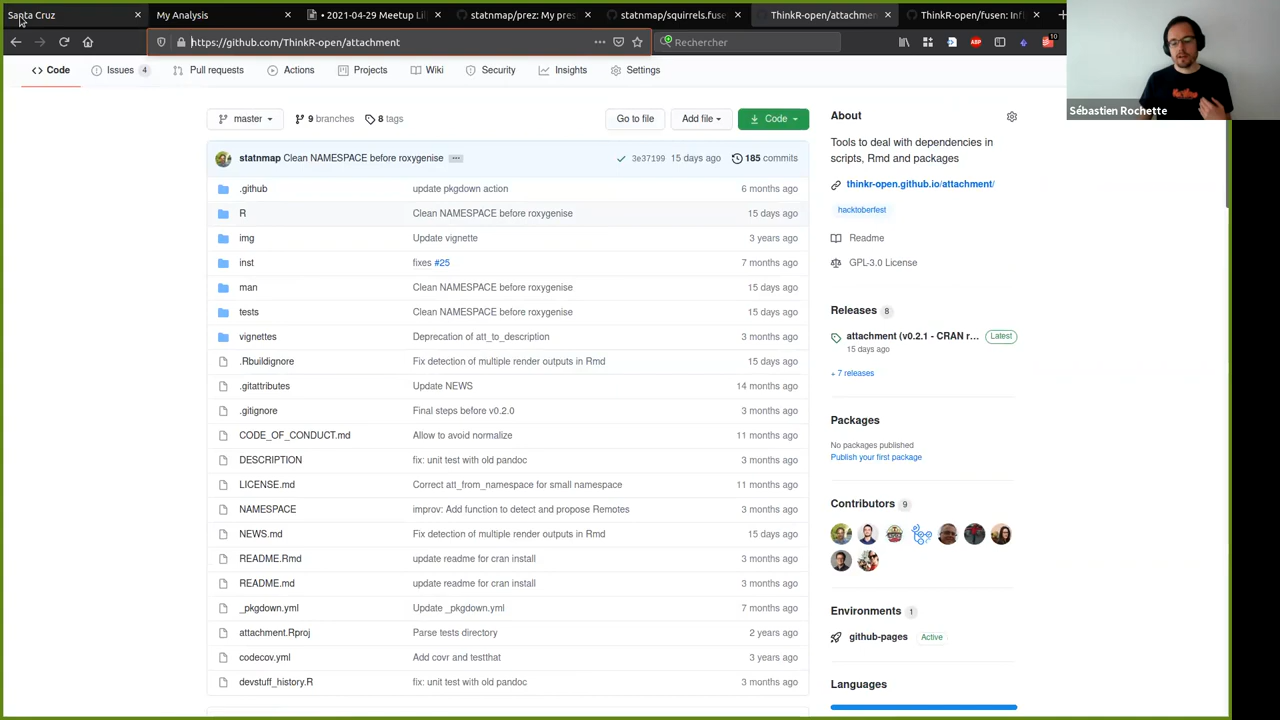 Santa Cruz
My Analysis
• 2021-04-29 Meetup Lil
statnmap/prez: My pres
statnmap/squirrels.fuse
ThinkR-open/attachmen
ThinkR-open/fusen: Infl
https://github.com/ThinkR-open/attachment
Rechercher
ABP
10
Code
Issues 4
Pull requests
Actions
Projects
Wiki
Security
Insights
Settings
Sébastien Rochette
master
9 branches
8 tags
Go to file
Add file
Code
statnmap Clean NAMESPACE before roxygenise
3e37199 15 days ago
185 commits
.github update pkgdown action 6 months ago
R Clean NAMESPACE before roxygenise 15 days ago
img Update vignette 3 years ago
inst fixes #25 7 months ago
man Clean NAMESPACE before roxygenise 15 days ago
tests Clean NAMESPACE before roxygenise 15 days ago
vignettes Deprecation of att_to_description 3 months ago
.Rbuildignore Fix detection of multiple render outputs in Rmd 15 days ago
.gitattributes Update NEWS 14 months ago
.gitignore Final steps before v0.2.0 3 months ago
CODE_OF_CONDUCT.md Allow to avoid normalize 11 months ago
DESCRIPTION fix: unit test with old pandoc 3 months ago
LICENSE.md Correct att_from_namespace for small namespace 11 months ago
NAMESPACE improv: Add function to detect and propose Remotes 3 months ago
NEWS.md Fix detection of multiple render outputs in Rmd 15 days ago
README.Rmd update readme for cran install 3 months ago
README.md update readme for cran install 3 months ago
_pkgdown.yml Update _pkgdown.yml 7 months ago
attachment.Rproj Parse tests directory 2 years ago
codecov.yml Add covr and testthat 3 years ago
devstuff_history.R fix: unit test with old pandoc 3 months ago
About
Tools to deal with dependencies in
scripts, Rmd and packages
thinkr-open.github.io/attachment/
hacktoberfest
Readme
GPL-3.0 License
Releases 8
attachment (v0.2.1 - CRAN r... Latest
15 days ago
+ 7 releases
Packages
No packages published
Publish your first package
Contributors 9
Environments 1
github-pages Active
Languages